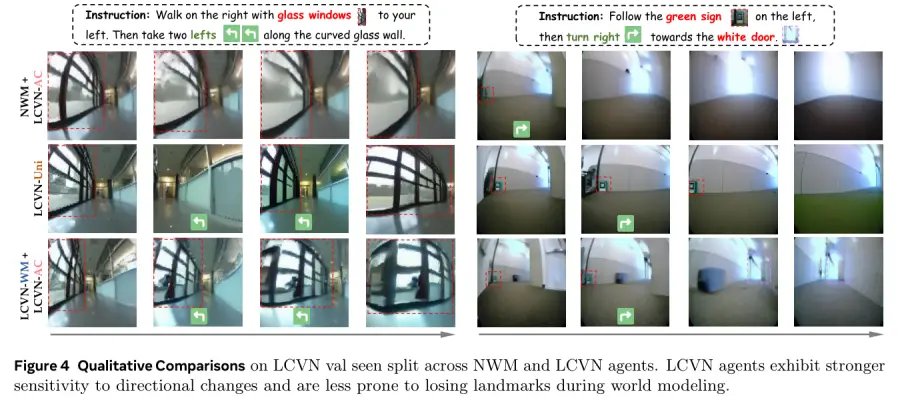 Instruction: Walk on the right with glass windows to your
left. Then take two lefts along the curved glass wall.
Instruction: Follow the green sign on the left,
then turn right towards the white door.
NWM +
LCVN-AC
LCVN-Uni
LCVN-WM +
LCVN-AC
Figure 4 Qualitative Comparisons on LCVN val seen split across NWM and LCVN agents. LCVN agents exhibit stronger
sensitivity to directional changes and are less prone to losing landmarks during world modeling.